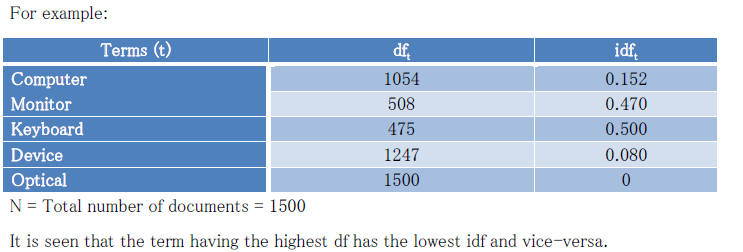 For example:
Terms (t) df_t idf_t
Computer 1054 0.152
Monitor 508 0.470
Keyboard 475 0.500
Device 1247 0.080
Optical 1500 0
N = Total number of documents = 1500
It is seen that the term having the highest df has the lowest idf and vice-versa.